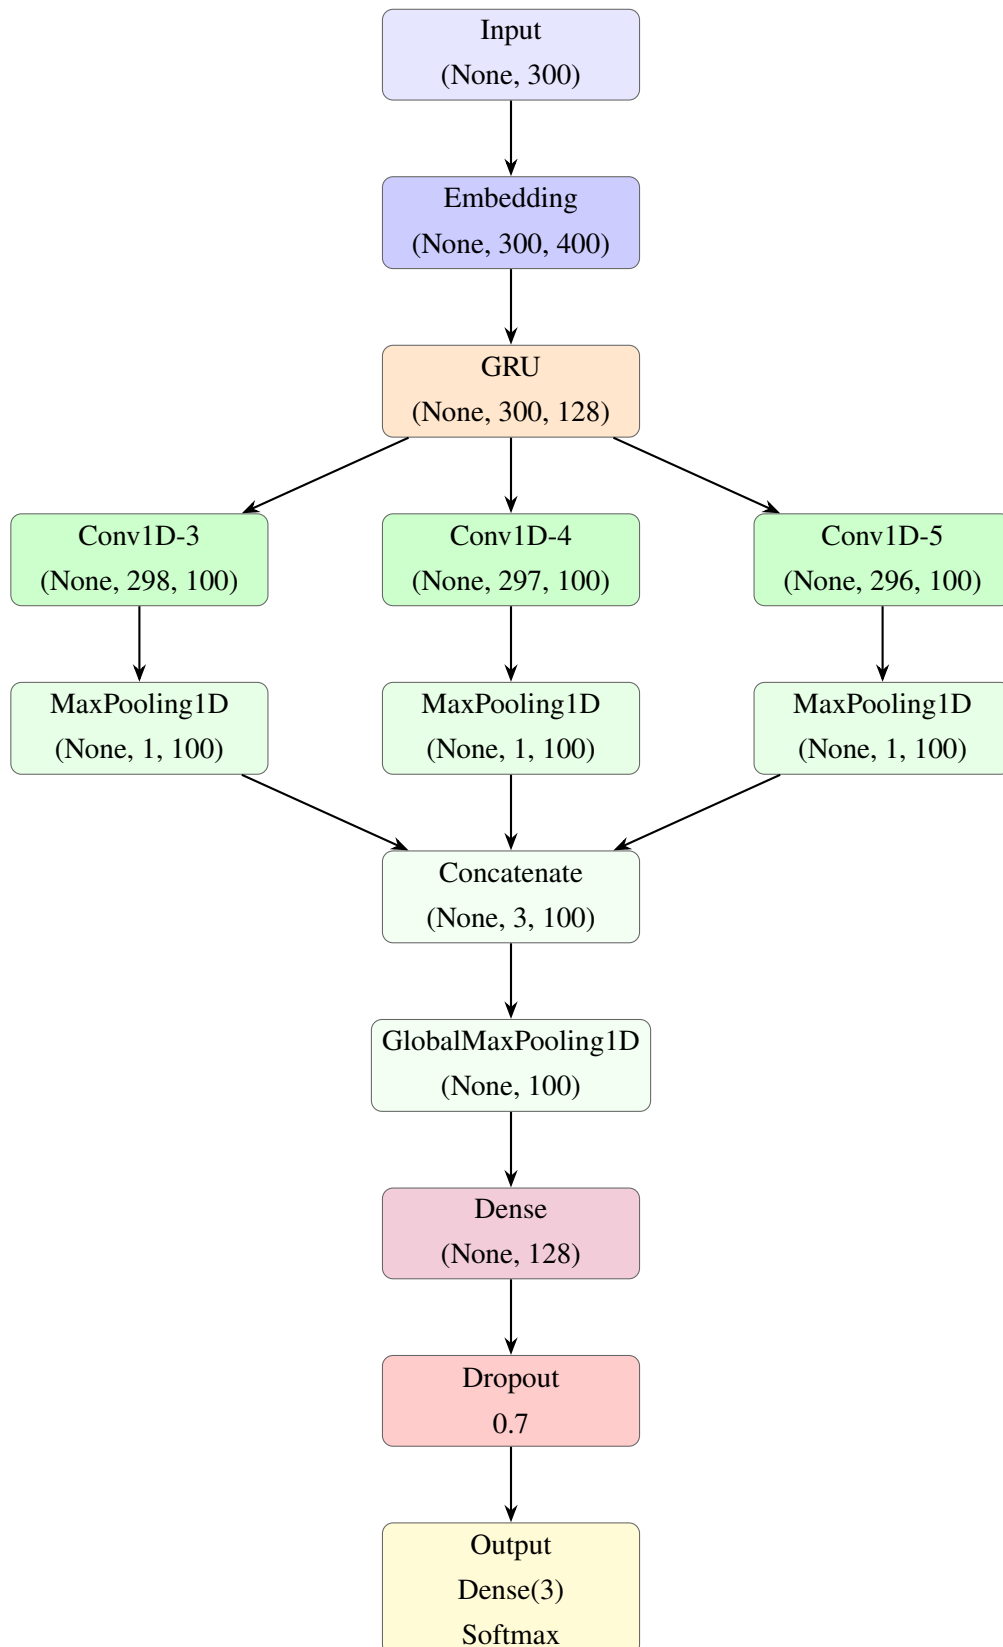 Input
(None, 300)
Embedding
(None, 300, 400)
GRU
(None, 300, 128)
Conv1D-3
(None, 298, 100)
Conv1D-4
(None, 297, 100)
Conv1D-5
(None, 296, 100)
MaxPooling1D
(None, 1, 100)
MaxPooling1D
(None, 1, 100)
MaxPooling1D
(None, 1, 100)
Concatenate
(None, 3, 100)
GlobalMaxPooling1D
(None, 100)
Dense
(None, 128)
Dropout
0.7
Output
Dense(3)
Softmax